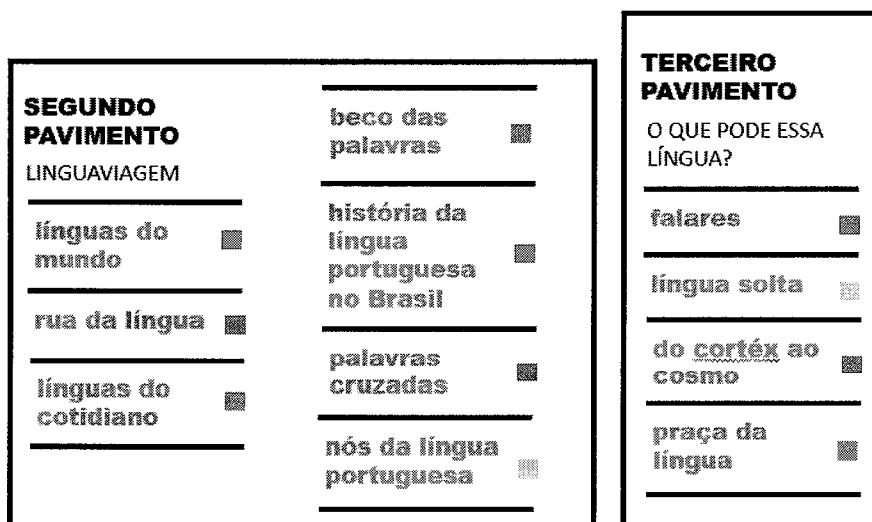 SEGUNDO
PAVIMENTO
LINGUAVIAGEM
línguas do
mundo
rua da língua
línguas do
cotidiano
beco das
palavras
história da
língua
portuguesa
no Brasil
palavras
cruzadas
nós da língua
portuguesa
TERCEIRO
PAVIMENTO
O QUE PODE ESSA
LÍNGUA?
falares
língua solta
do cortéx ao
cosmo
praça da
língua